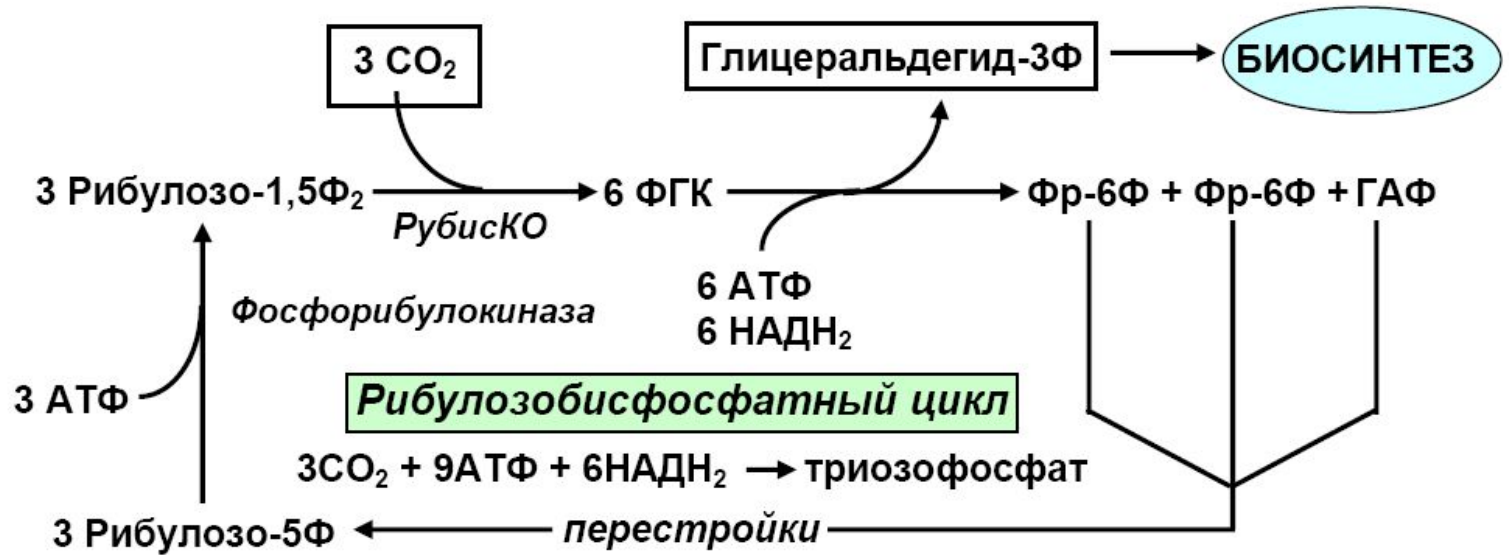 3 CO₂
Глицеральдегид-3Ф
БИОСИНТЕЗ
3 Рибулозо-1,5Ф₂
6 ФГК
Фр-6Ф + Фр-6Ф + ГАФ
РубисКО
6 АТФ
6 НАДН₂
Фосфорибулокиназа
3 АТФ
Рибулозобисфосфатный цикл
3CO₂ + 9АТФ + 6НАДН₂ → триозофосфат
3 Рибулозо-5Ф
перестройки